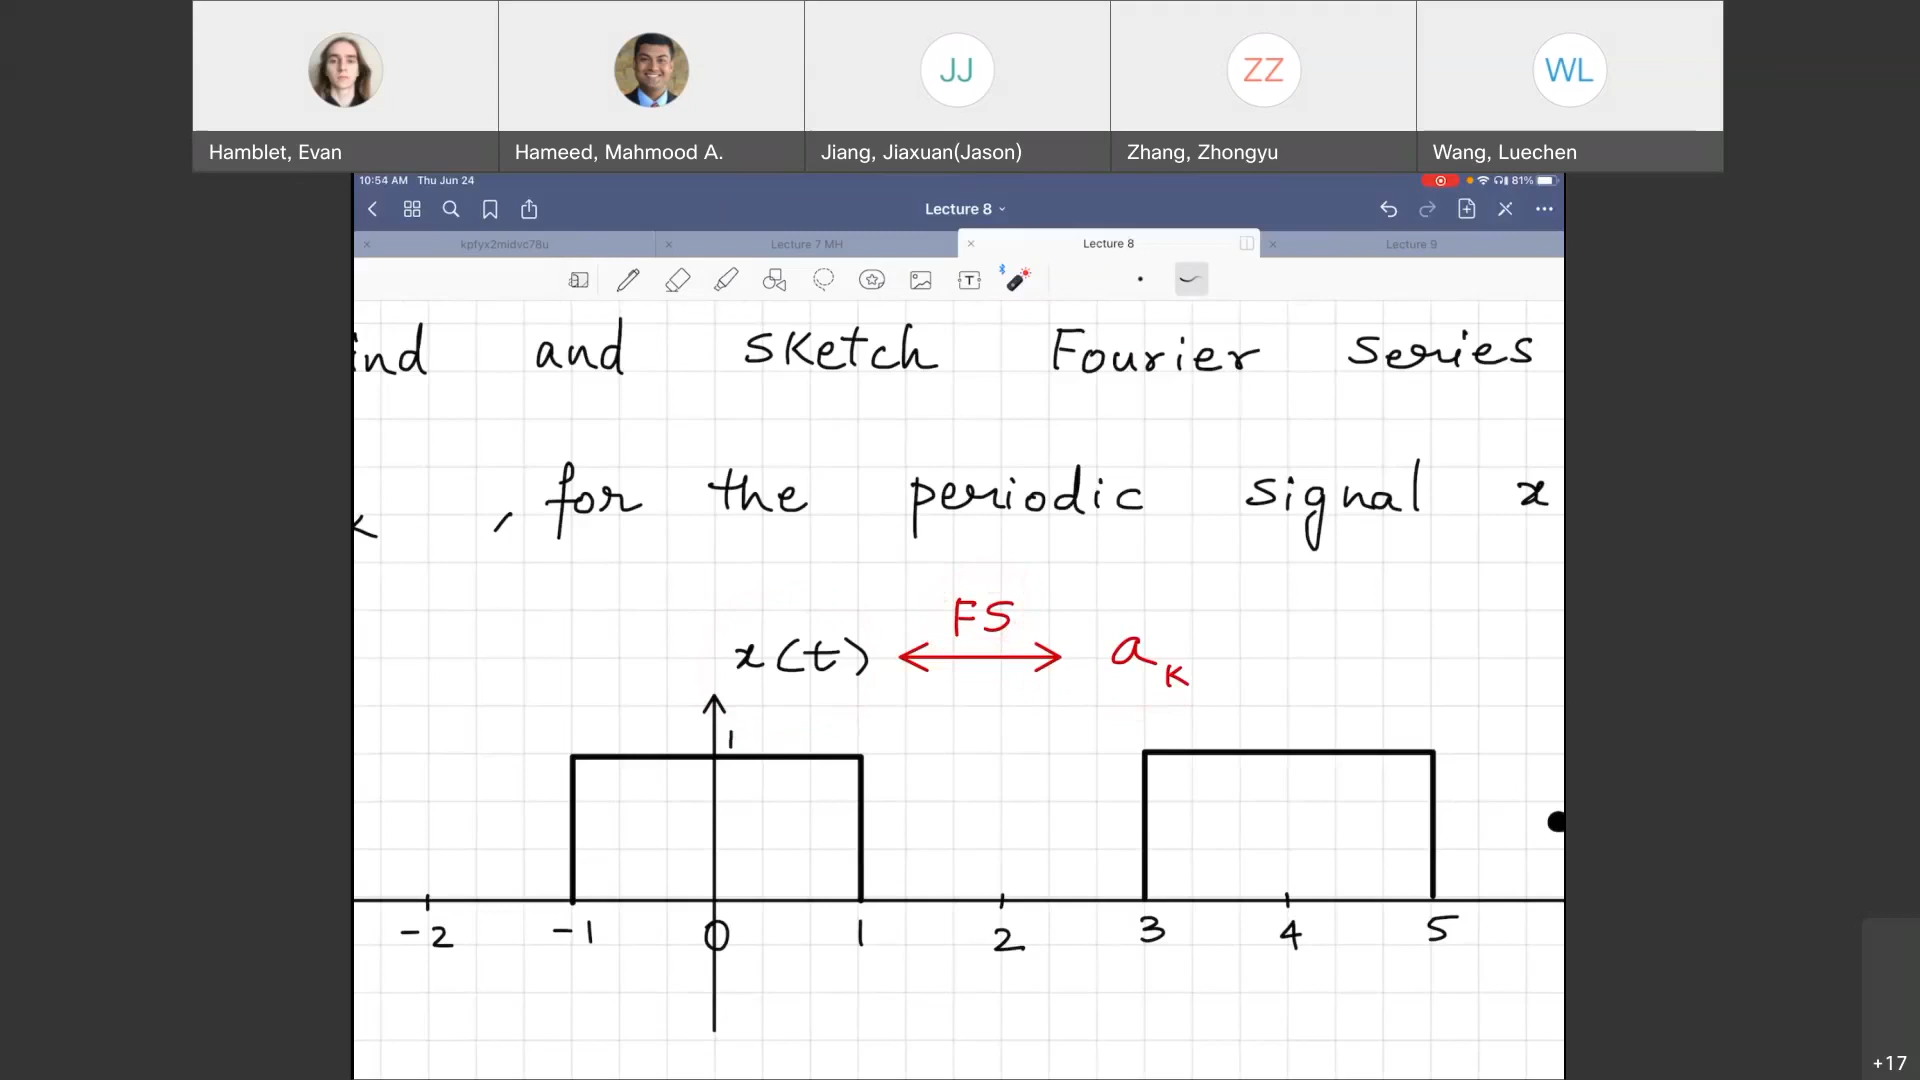 JJ
ZZ
WL
Hamblet, Evan
Hameed, Mahmood A.
Jiang, Jiaxuan(Jason)
Zhang, Zhongyu
Wang, Luechen
10:54 AM Thu Jun 24
81%
Lecture 8
kpfyx2midvc78u
Lecture 7 MH
Lecture 8
Lecture 9
T
ind and sketch Fourier series
k , for the periodic signal x
FS
x(t) ⟷ a_k
1
-2 -1 0 1 2 3 4 5
+17